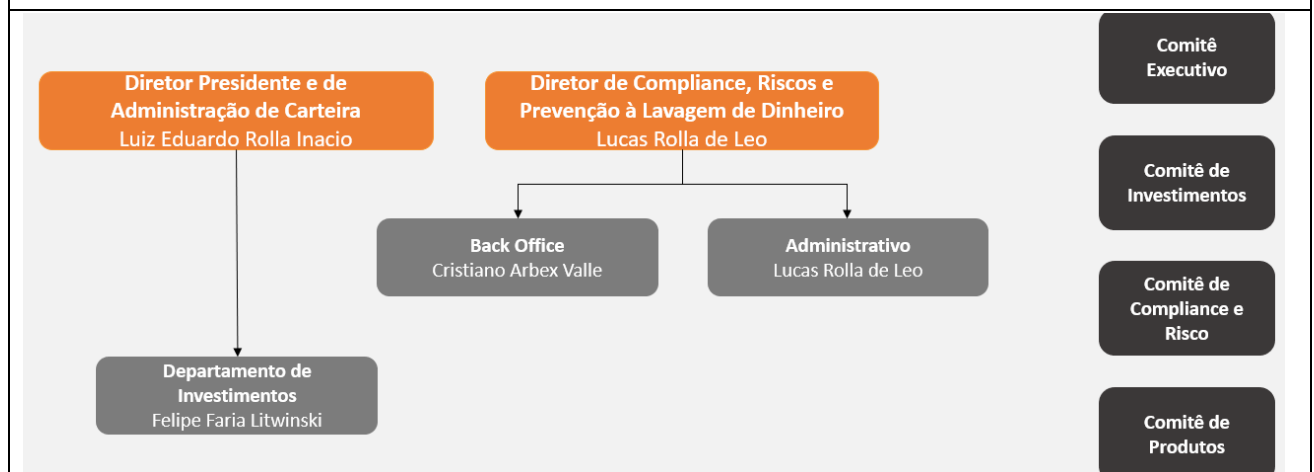 Diretor Presidente e de
Administração de Carteira
Luiz Eduardo Rolla Inacio
Diretor de Compliance, Riscos e
Prevenção à Lavagem de Dinheiro
Lucas Rolla de Leo
Back Office
Cristiano Arbex Valle
Administrativo
Lucas Rolla de Leo
Departamento de
Investimentos
Felipe Faria Litwinski
Comitê
Executivo
Comitê de
Investimentos
Comitê de
Compliance e
Risco
Comitê de
Produtos